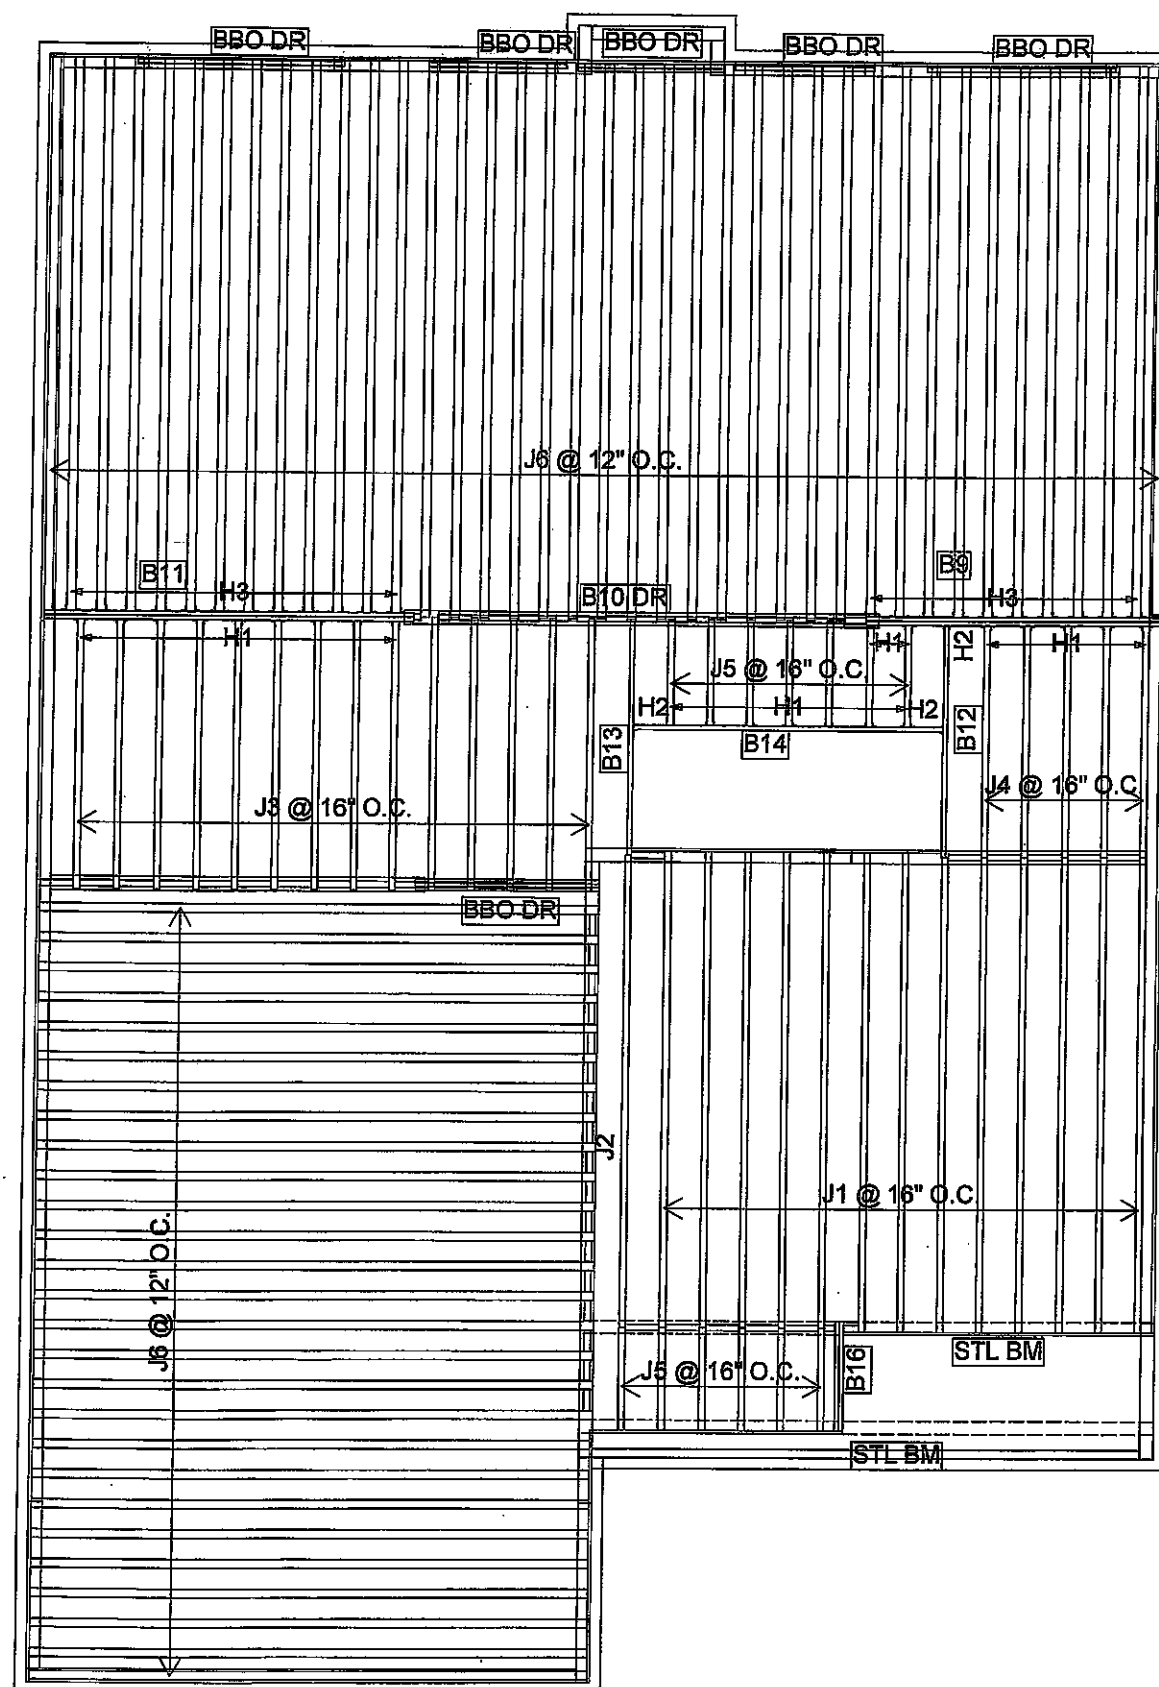 BBO DR
BBO DR
BBO DR
BBO DR
BBO DR
J6 @ 12" O.C.
B11
H3
B10 DR
B9
H3
H1
H1
H2
H1
J5 @ 16" O.C.
H2
H1
H2
B13
B14
B12
J3 @ 16" O.C.
J4 @ 16" O.C
BBO DR
J2
J1 @ 16" O.C.
J6 @ 12" O.C.
STL BM
B16
J5 @ 16" O.C.
STL BM